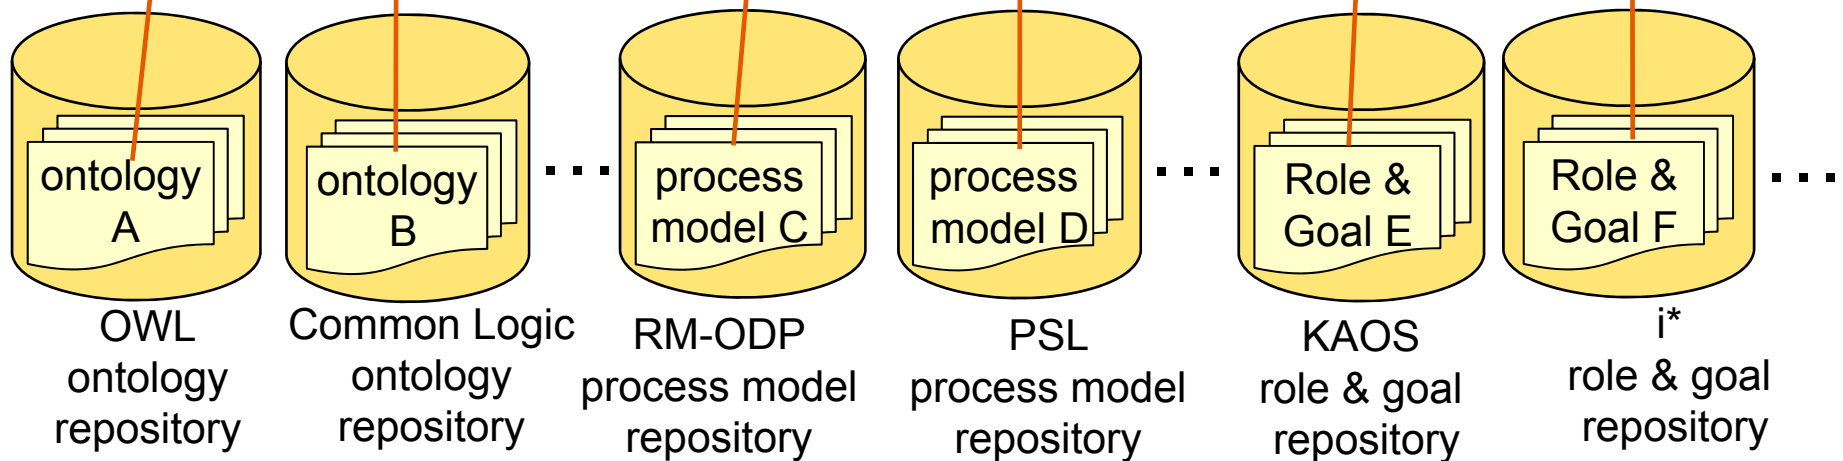 ontology
A
ontology
B
process
model C
process
model D
Role &
Goal E
Role &
Goal F
OWL
ontology
repository
Common Logic
ontology
repository
RM-ODP
process model
repository
PSL
process model
repository
KAOS
role & goal
repository
i*
role & goal
repository